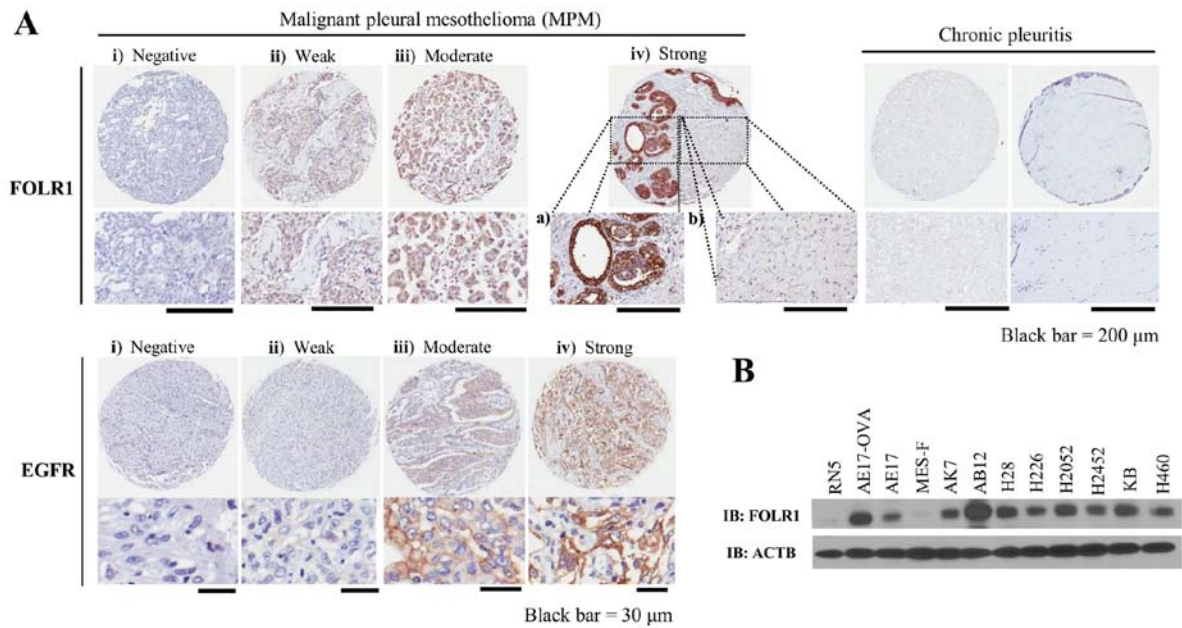 A
Malignant pleural mesothelioma (MPM)
Chronic pleuritis
i) Negative
ii) Weak
iii) Moderate
iv) Strong
FOLR1
a)
b)
Black bar = 200 μm
i) Negative
ii) Weak
iii) Moderate
iv) Strong
EGFR
Black bar = 30 μm
B
RN5
AE17-OVA
AE17
MES-F
AK7
AB12
H28
H226
H2052
H2452
KB
H460
IB: FOLR1
IB: ACTB